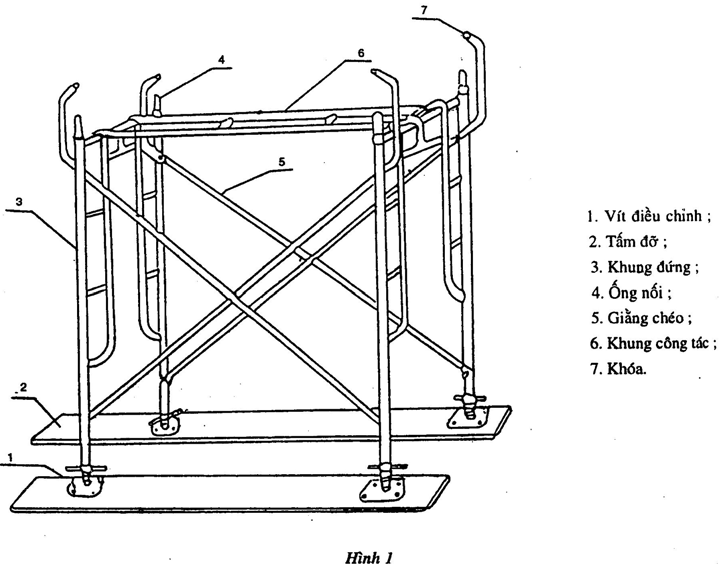 7
4
6
5
3
2
1
1. Vít điều chỉnh ;
2. Tấm đỡ ;
3. Khung đứng ;
4. Ống nối ;
5. Giằng chéo ;
6. Khung công tác ;
7. Khóa.
Hình 1